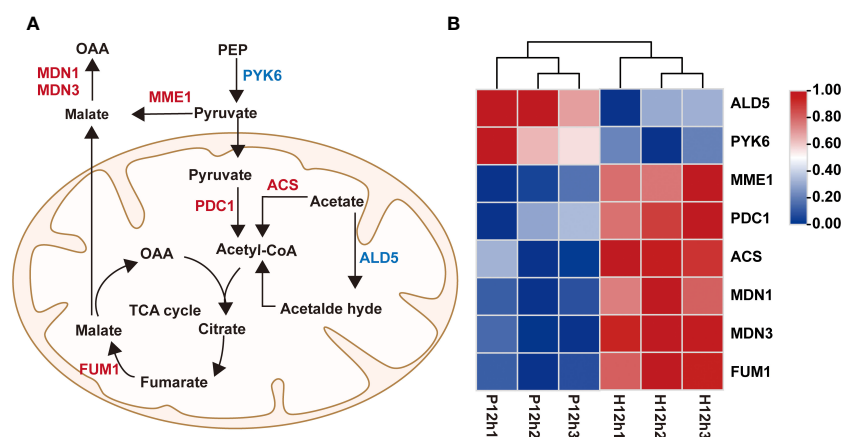 A
OAA
PEP
MDN1
MDN3
PYK6
MME1
Malate
Pyruvate
Pyruvate
ACS
PDC1
Acetate
OAA
Acetyl-CoA
ALD5
TCA cycle
Acetalde hyde
Malate
Citrate
FUM1
Fumarate
B
ALD5
PYK6
MME1
PDC1
ACS
MDN1
MDN3
FUM1
1.00
0.80
0.60
0.40
0.20
0.00
P12h1
P12h2
P12h3
H12h1
H12h2
H12h3